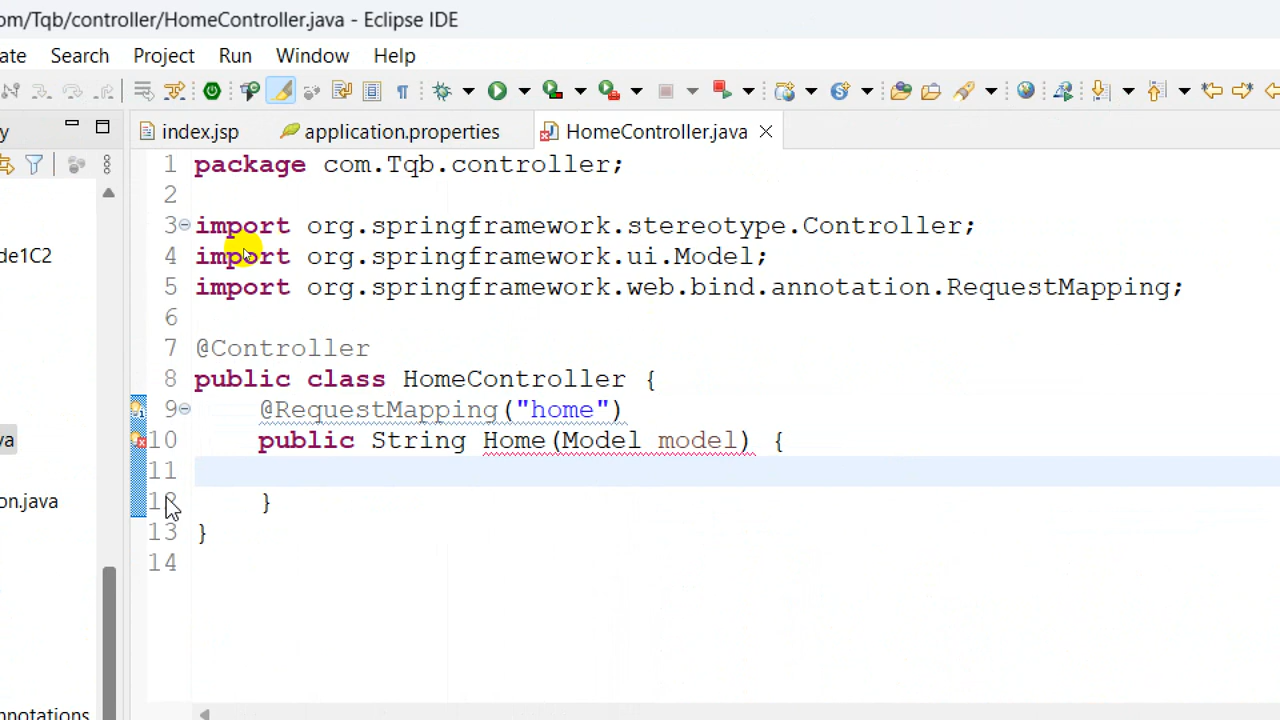 om/Tqb/controller/HomeController.java - Eclipse IDE
ate Search Project Run Window Help
y
index.jsp application.properties HomeController.java
1 package com.Tqb.controller;
2
3 import org.springframework.stereotype.Controller;
4 import org.springframework.ui.Model;
5 import org.springframework.web.bind.annotation.RequestMapping;
6
7 @Controller
8 public class HomeController {
9 @RequestMapping("home")
10 public String Home(Model model) {
11
12 }
13 }
14
de1C2
va
on.java
nnotations